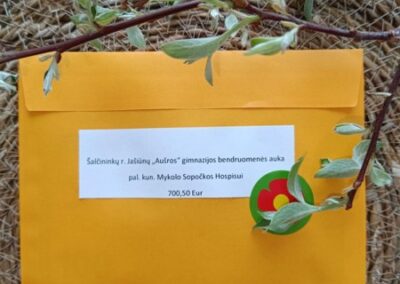 Šalčininkų r. Jašiūnų „Aušros" gimnazijos bendruomenės auka
pal. kun. Mykolo Sopočkos Hospisui
700,50 Eur